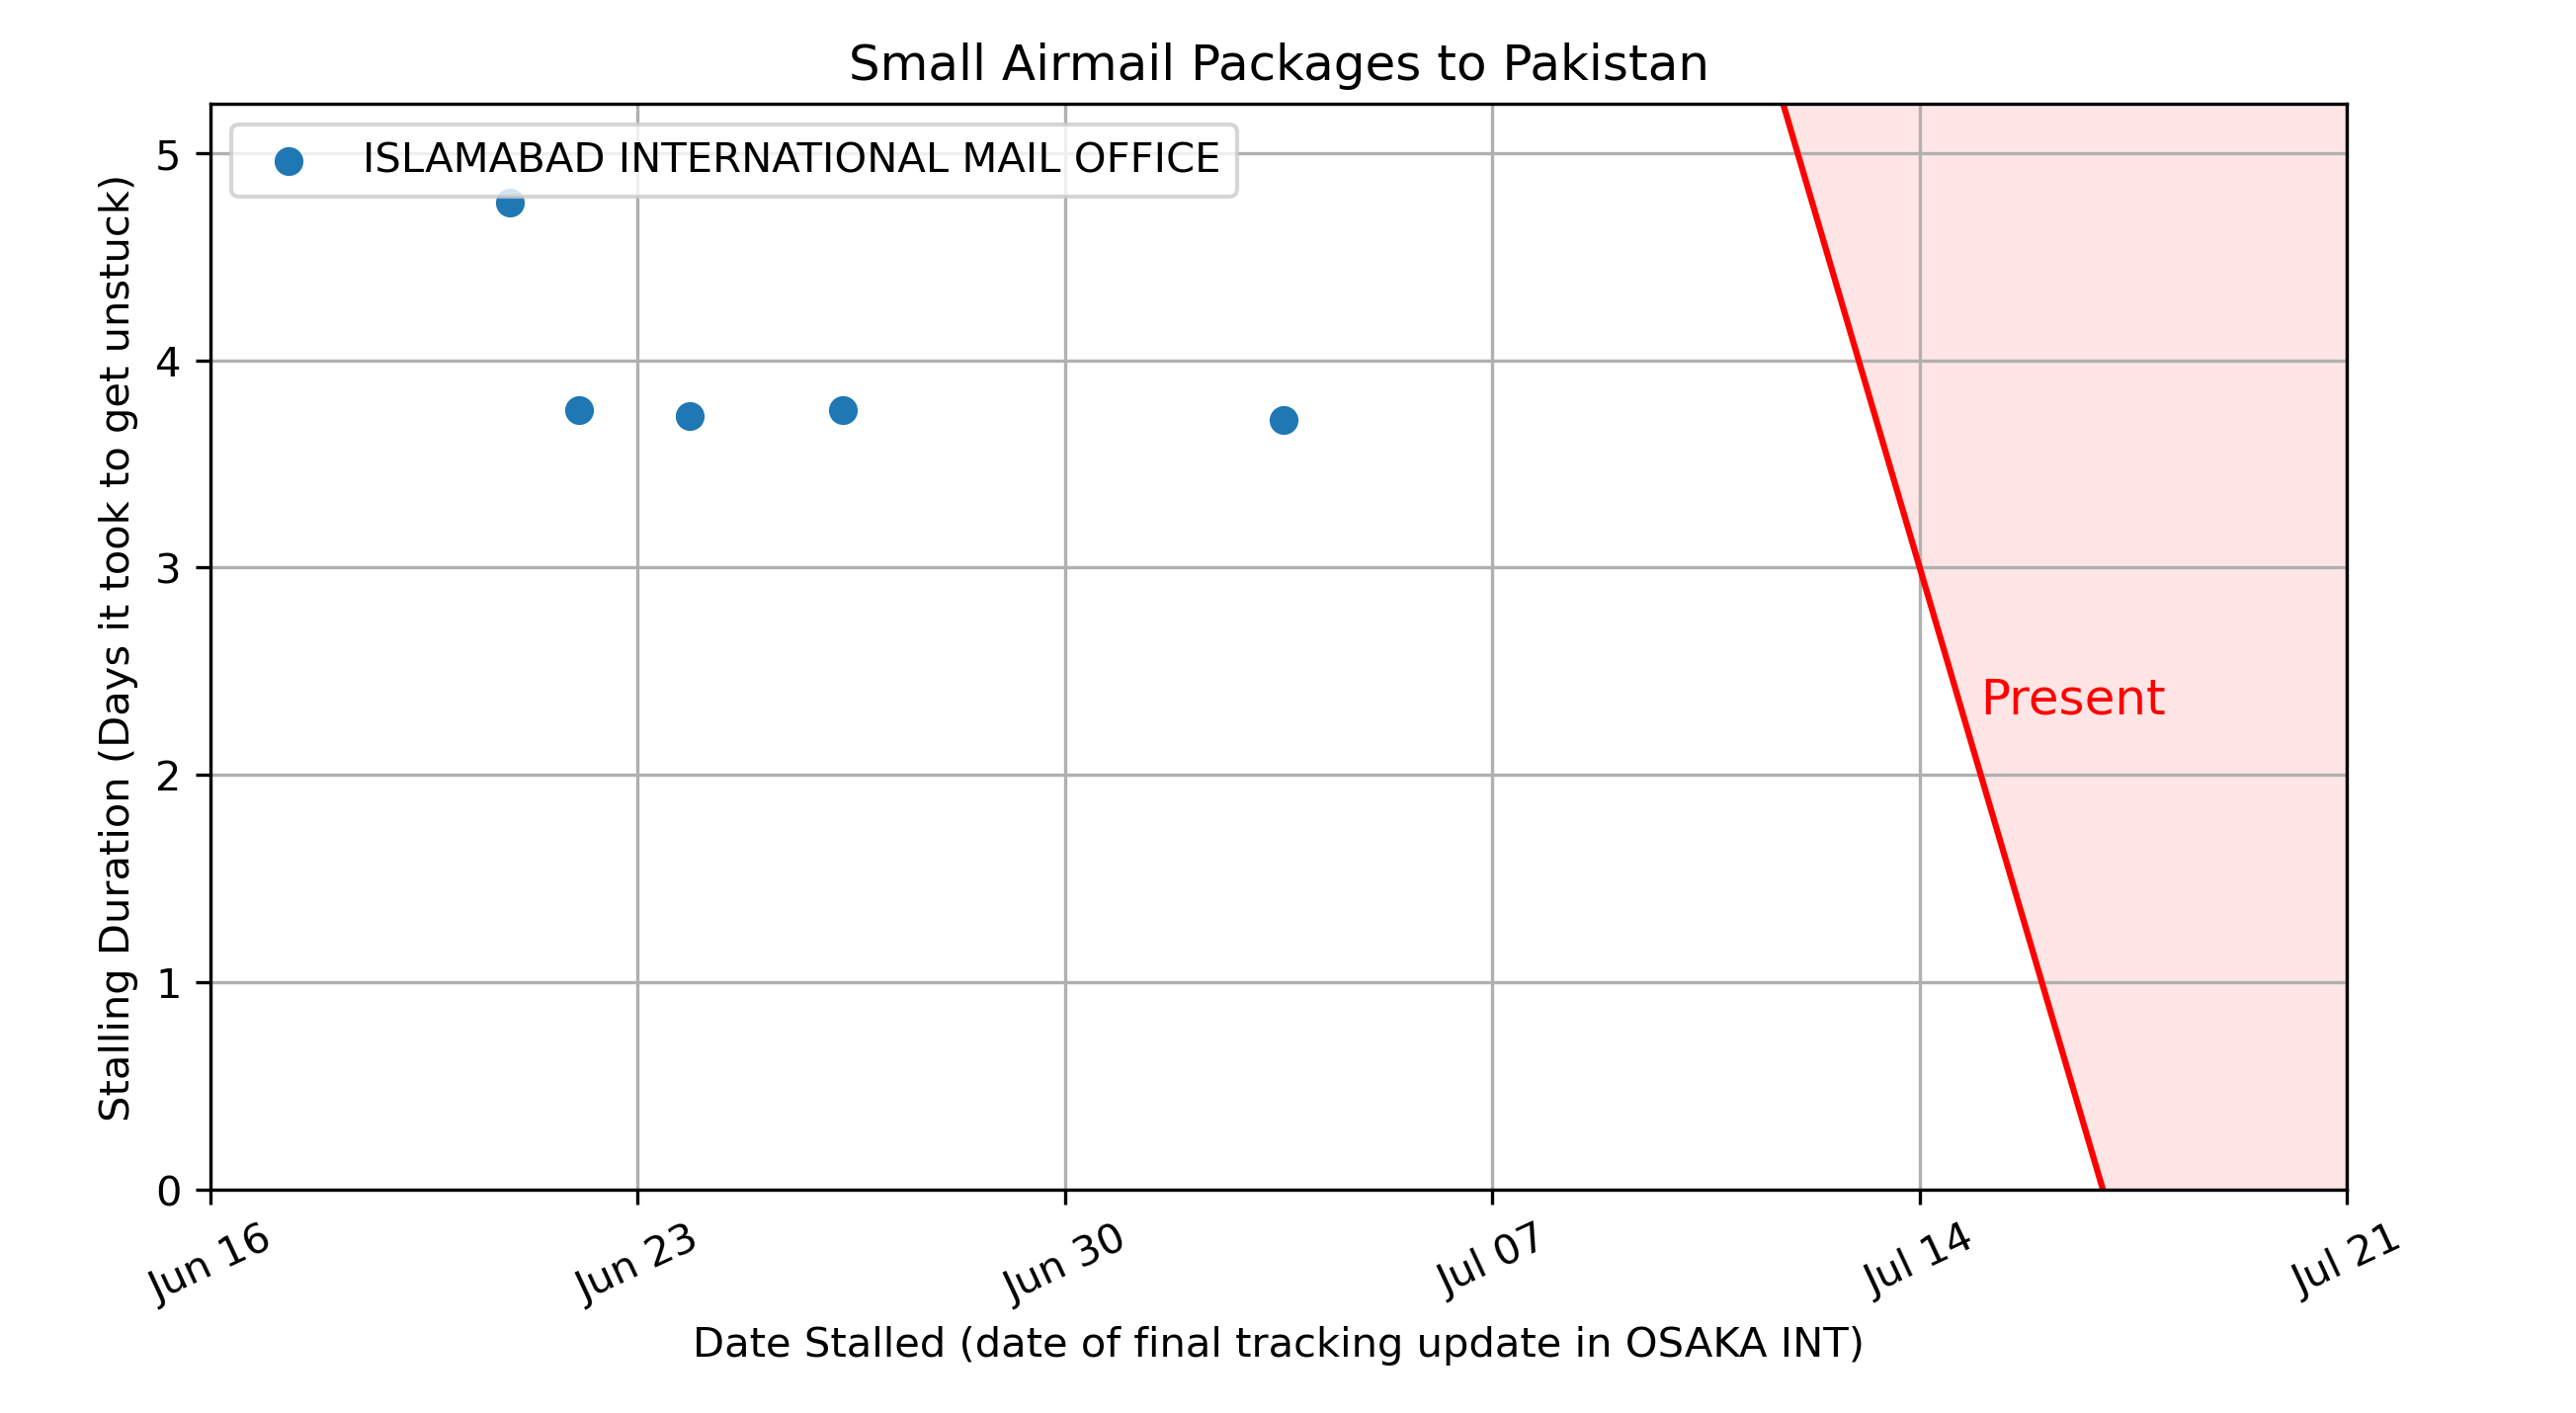 Small Airmail Packages to Pakistan
ISLAMABAD INTERNATIONAL MAIL OFFICE
Stalling Duration (Days it took to get unstuck)
5
4
3
2
1
0
Present
Jun 16
Jun 23
Jun 30
Jul 07
Jul 14
Jul 21
Date Stalled (date of final tracking update in OSAKA INT)